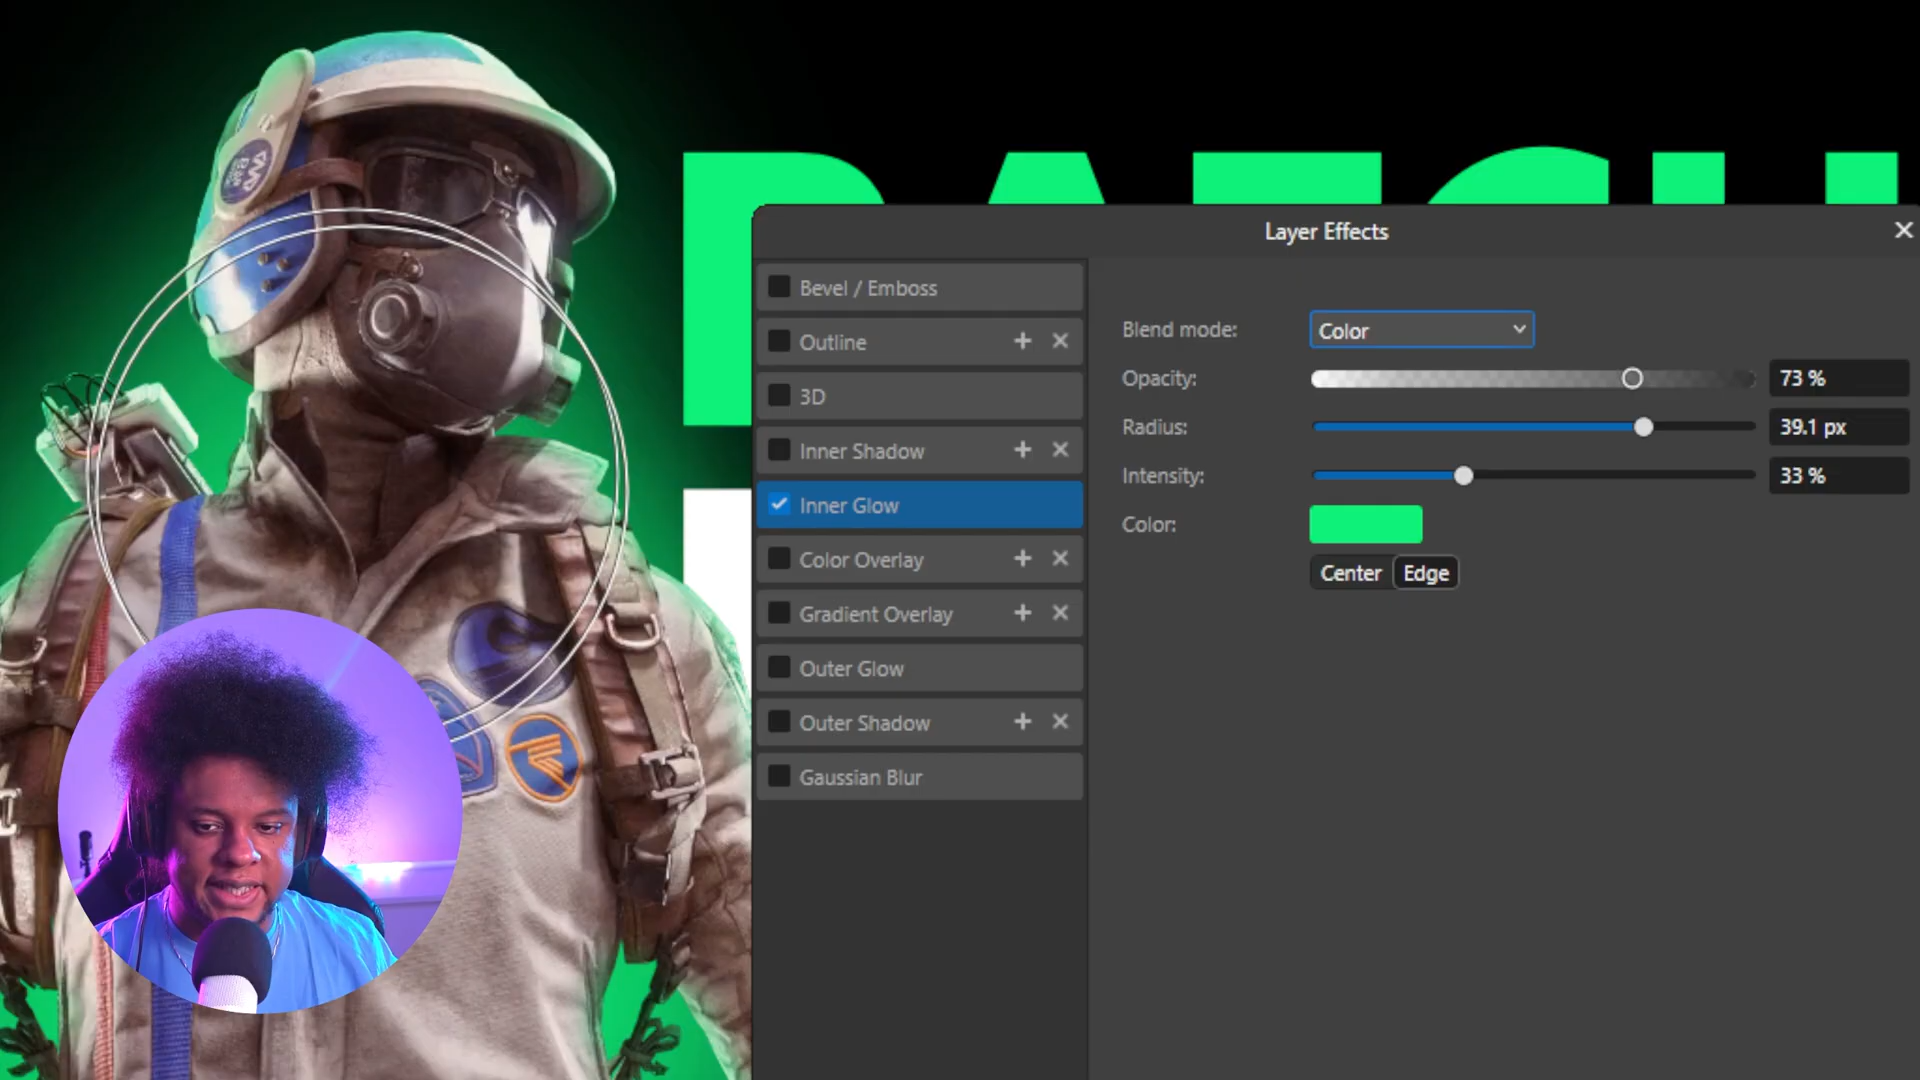 Layer Effects
Bevel / Emboss
Outline
3D
Inner Shadow
Inner Glow
Color Overlay
Gradient Overlay
Outer Glow
Outer Shadow
Gaussian Blur
Blend mode: Color
Opacity: 73 %
Radius: 39.1 px
Intensity: 33 %
Color:
Center Edge